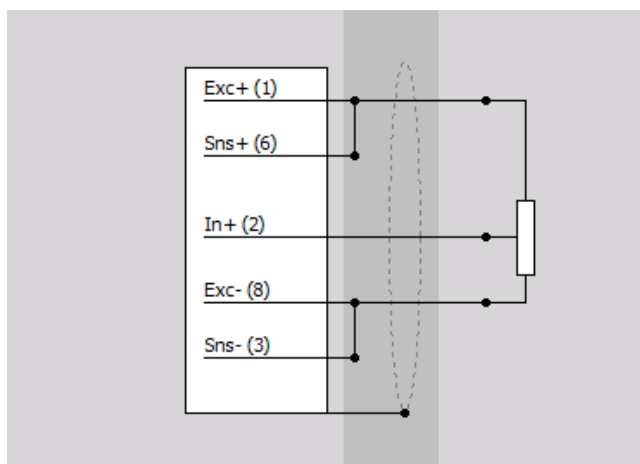 Exc+ (1)
Sns+ (6)
In+ (2)
Exc- (8)
Sns- (3)